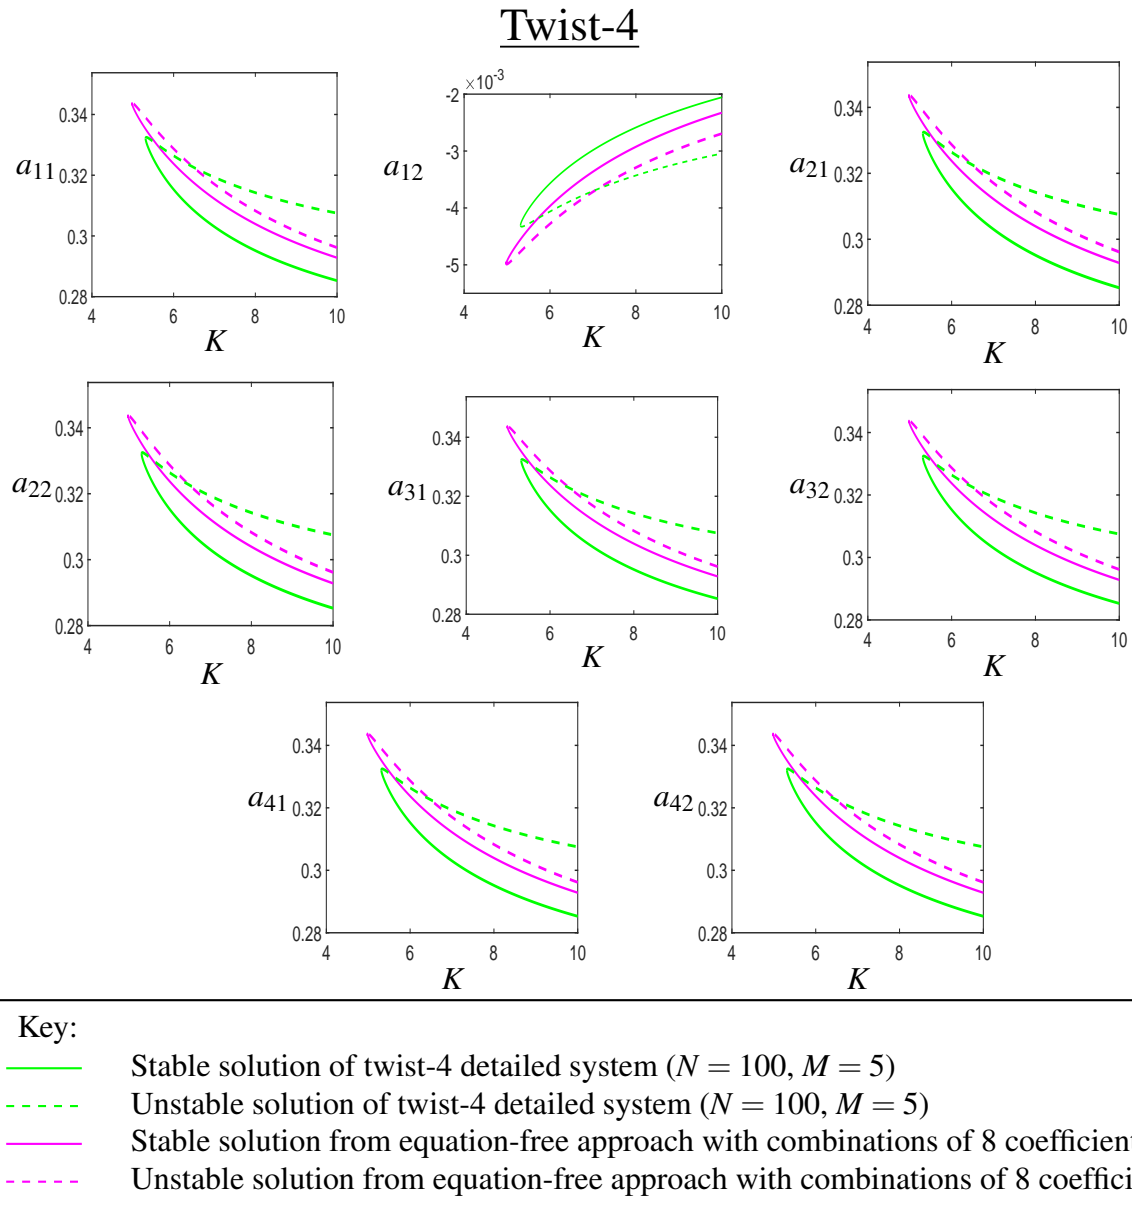 Twist-4
×10⁻³
a₁₁ 0.34 0.32 0.3 0.28
4 6 8 10
K
a₁₂ -2 -3 -4 -5
4 6 8 10
K
a₂₁ 0.34 0.32 0.3 0.28
4 6 8 10
K
a₂₂ 0.34 0.32 0.3 0.28
4 6 8 10
K
a₃₁ 0.34 0.32 0.3 0.28
4 6 8 10
K
a₃₂ 0.34 0.32 0.3 0.28
4 6 8 10
K
a₄₁ 0.34 0.32 0.3 0.28
4 6 8 10
K
a₄₂ 0.34 0.32 0.3 0.28
4 6 8 10
K
Key:
Stable solution of twist-4 detailed system (N = 100, M = 5)
Unstable solution of twist-4 detailed system (N = 100, M = 5)
Stable solution from equation-free approach with combinations of 8 coefficient
Unstable solution from equation-free approach with combinations of 8 coeffici